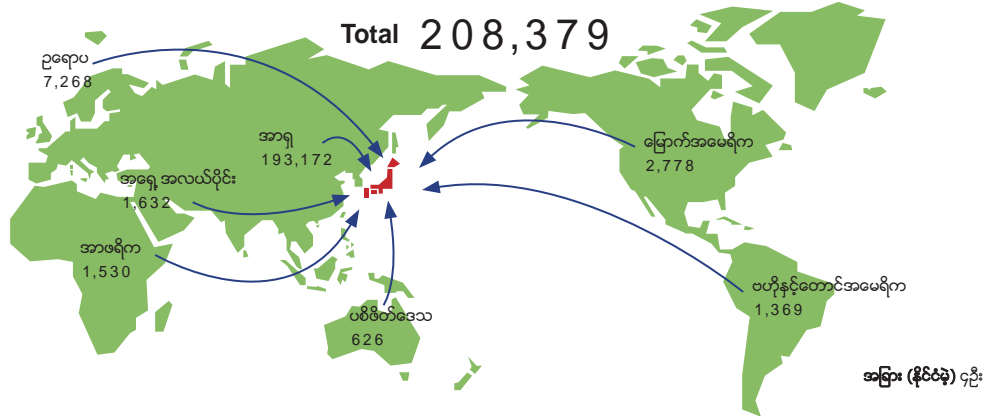 Total 208,379
ဥရောပ
7,268
အာရှ
193,172
မြောက်အမေရိက
2,778
အရှေ့အလယ်ပိုင်း
1,632
အာဖရိက
1,530
ဗဟိုနှင့်တောင်အမေရိက
1,369
ပစိဖိတ်ဒေသ
626
အခြား (နိုင်ငံမဲ့) ၄ဦး